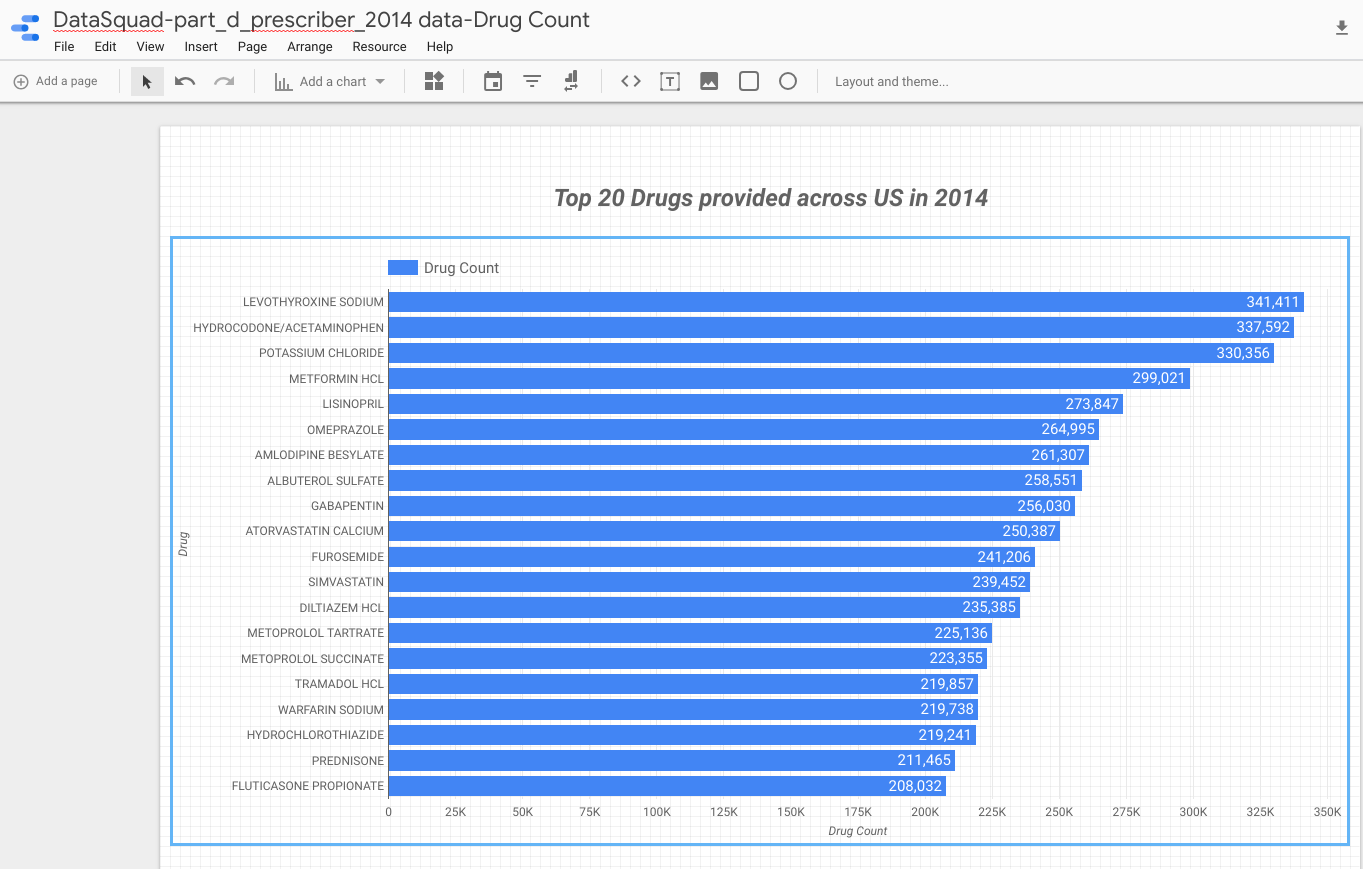 DataSquad-part_d_prescriber_2014 data-Drug Count
File Edit View Insert Page Arrange Resource Help
Add a page Add a chart T Layout and theme...
Top 20 Drugs provided across US in 2014
Drug Count
LEVOTHYROXINE SODIUM 341,411
HYDROCODONE/ACETAMINOPHEN 337,592
POTASSIUM CHLORIDE 330,356
METFORMIN HCL 299,021
LISINOPRIL 273,847
OMEPRAZOLE 264,995
AMLODIPINE BESYLATE 261,307
ALBUTEROL SULFATE 258,551
GABAPENTIN 256,030
ATORVASTATIN CALCIUM 250,387
Drug
FUROSEMIDE 241,206
SIMVASTATIN 239,452
DILTIAZEM HCL 235,385
METOPROLOL TARTRATE 225,136
METOPROLOL SUCCINATE 223,355
TRAMADOL HCL 219,857
WARFARIN SODIUM 219,738
HYDROCHLOROTHIAZIDE 219,241
PREDNISONE 211,465
FLUTICASONE PROPIONATE 208,032
0 25K 50K 75K 100K 125K 150K 175K 200K 225K 250K 275K 300K 325K 350K
Drug Count